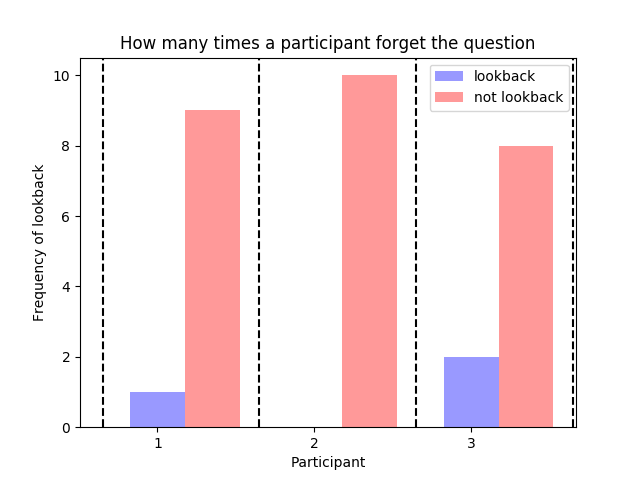 How many times a participant forget the question
lookback
not lookback
Frequency of lookback
10
8
6
4
2
0
1 2 3
Participant